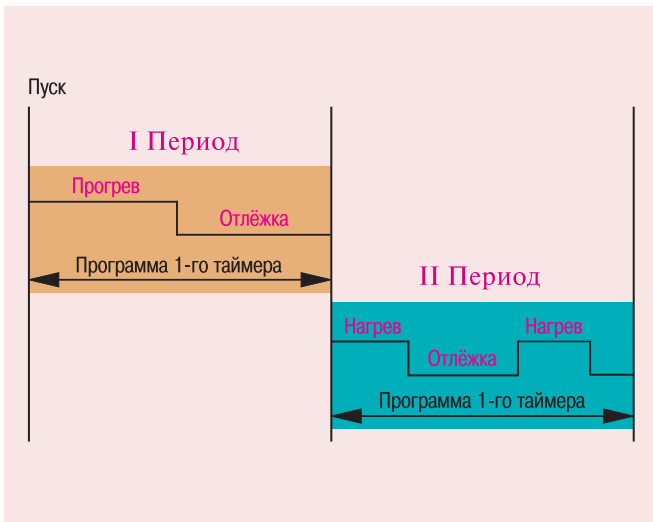 Пуск
I Период
Прогрев
Отлёжка
Программа 1-го таймера
II Период
Нагрев
Нагрев
Отлёжка
Программа 1-го таймера